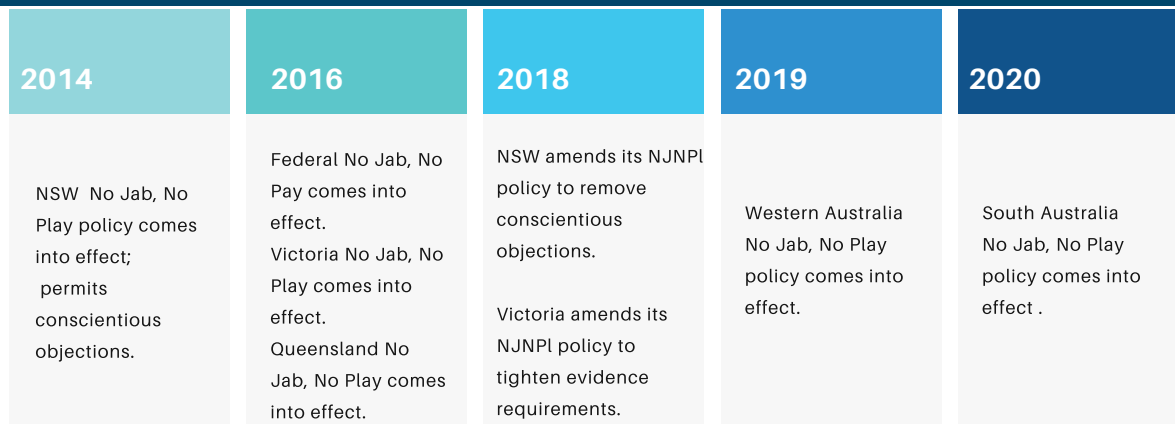 2014
NSW  No Jab, No
Play policy comes
into effect;
permits
conscientious
objections.
2016
Federal No Jab, No
Pay comes into
effect.
Victoria No Jab, No
Play comes into
effect.
Queensland No
Jab, No Play comes
into effect.
2018
NSW amends its NJNPl
policy to remove
conscientious
objections.
Victoria amends its
NJNPl policy to
tighten evidence
requirements.
2019
Western Australia
No Jab, No Play
policy comes into
effect.
2020
South Australia
No Jab, No Play
policy comes into
effect .